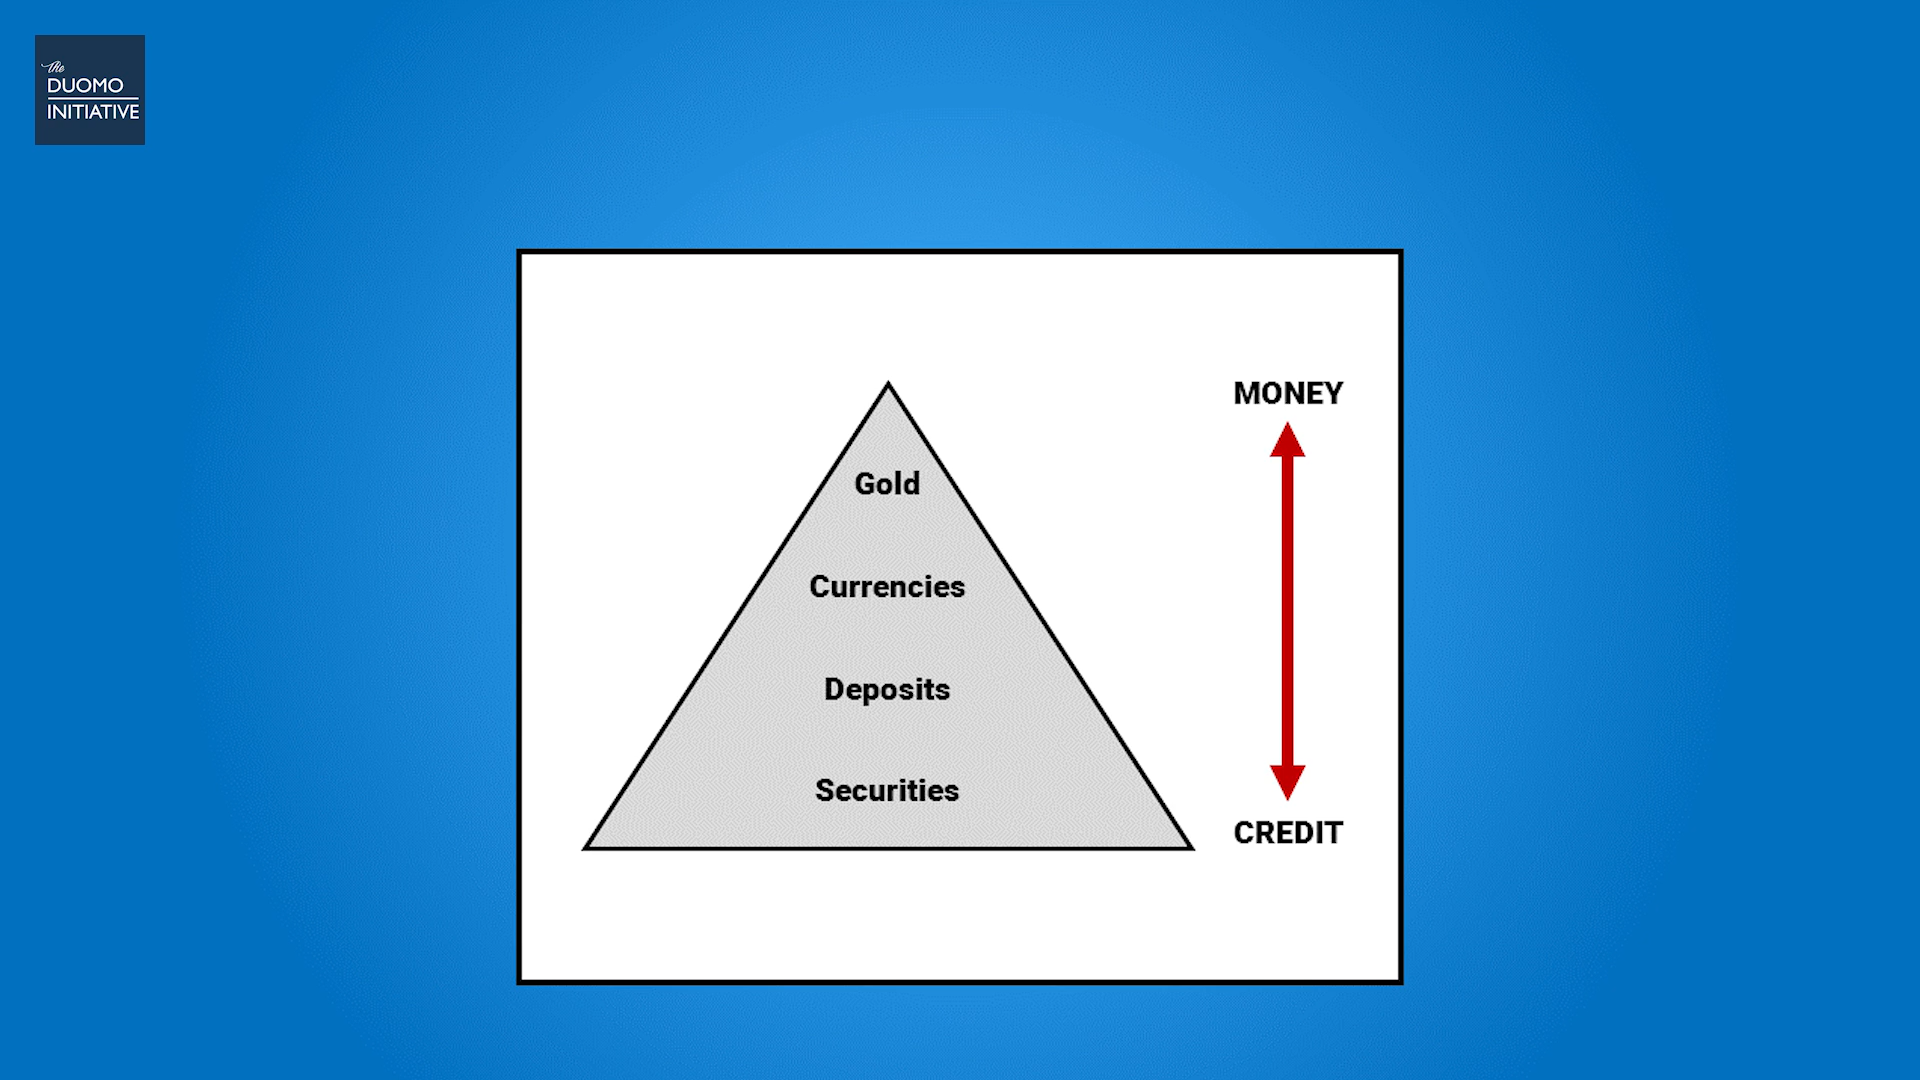 the
DUOMO
INITIATIVE
MONEY
Gold
Currencies
Deposits
Securities
CREDIT